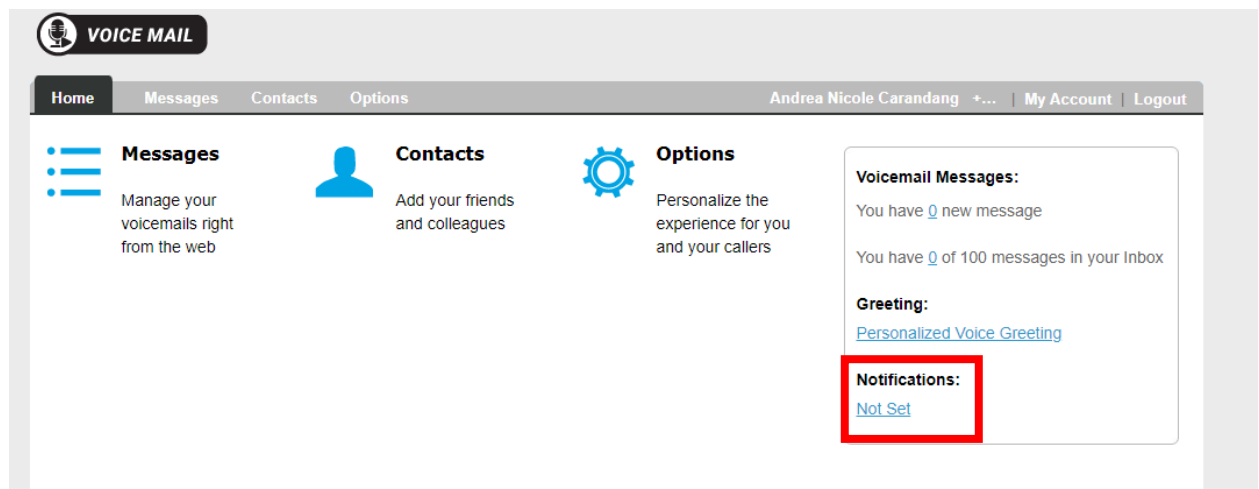 VOICE MAIL
Home Messages Contacts Options Andrea Nicole Carandang +... | My Account | Logout
Messages
Manage your
voicemails right
from the web
Contacts
Add your friends
and colleagues
Options
Personalize the
experience for you
and your callers
Voicemail Messages:
You have 0 new message
You have 0 of 100 messages in your Inbox
Greeting:
Personalized Voice Greeting
Notifications:
Not Set